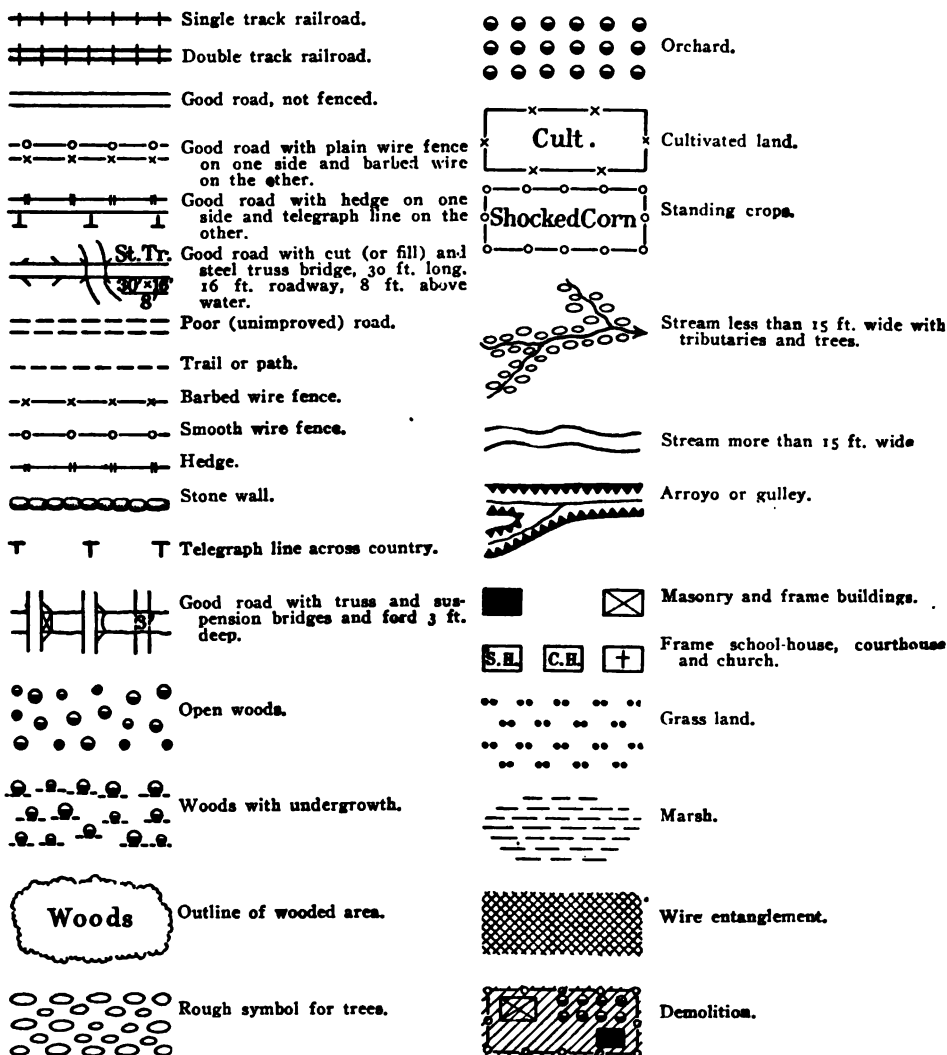 Single track railroad.
Double track railroad.
Good road, not fenced.
Good road with plain wire fence
on one side and barbed wire
on the other.
Good road with hedge on one
side and telegraph line on the
other.
St. Tr.
30' × 16'
8'
Good road with cut (or fill) and
steel truss bridge, 30 ft. long.
16 ft. roadway, 8 ft. above
water.
Poor (unimproved) road.
Trail or path.
Barbed wire fence.
Smooth wire fence.
Hedge.
Stone wall.
Telegraph line across country.
3'
Good road with truss and sus-
pension bridges and ford 3 ft.
deep.
Open woods.
Woods with undergrowth.
Woods
Outline of wooded area.
Rough symbol for trees.
Orchard.
Cult.
Cultivated land.
Shocked Corn
Standing crops.
Stream less than 15 ft. wide with
tributaries and trees.
Stream more than 15 ft. wide
Arroyo or gulley.
Masonry and frame buildings.
S.H. C.H.
Frame school-house, courthouse
and church.
Grass land.
Marsh.
Wire entanglement.
Demolition.